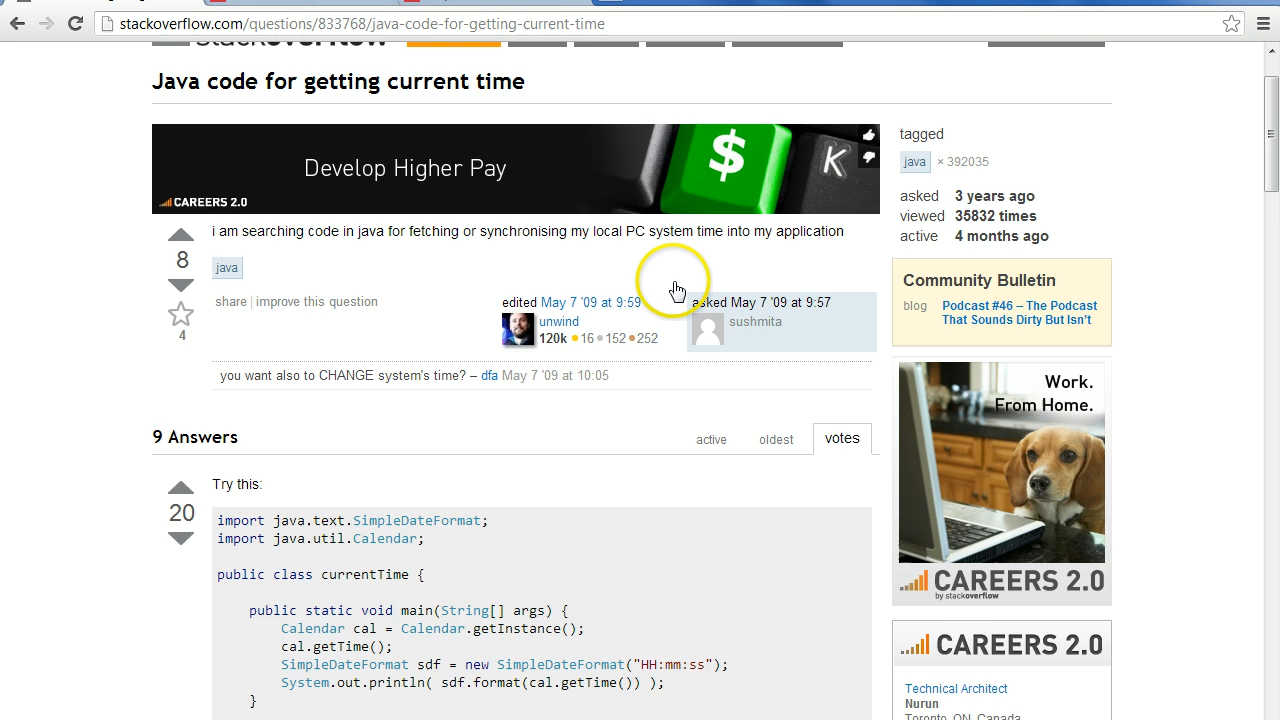 stackoverflow.com/questions/833768/java-code-for-getting-current-time
stackoverflow
Java code for getting current time
Develop Higher Pay
$
K
CAREERS 2.0
8
i am searching code in java for fetching or synchronising my local PC system time into my application
java
share | improve this question
4
edited May 7 '09 at 9:59
unwind
120k 16 152 252
asked May 7 '09 at 9:57
sushmita
you want also to CHANGE system's time? – dfa May 7 '09 at 10:05
9 Answers
active oldest votes
20
Try this:
import java.text.SimpleDateFormat;
import java.util.Calendar;
public class currentTime {
public static void main(String[] args) {
Calendar cal = Calendar.getInstance();
cal.getTime();
SimpleDateFormat sdf = new SimpleDateFormat("HH:mm:ss");
System.out.println( sdf.format(cal.getTime()) );
}
tagged
java × 392035
asked 3 years ago
viewed 35832 times
active 4 months ago
Community Bulletin
blog Podcast #46 – The Podcast
That Sounds Dirty But Isn't
Work.
From Home.
CAREERS 2.0
by stackoverflow
CAREERS 2.0
Technical Architect
Nurun
Toronto, ON, Canada